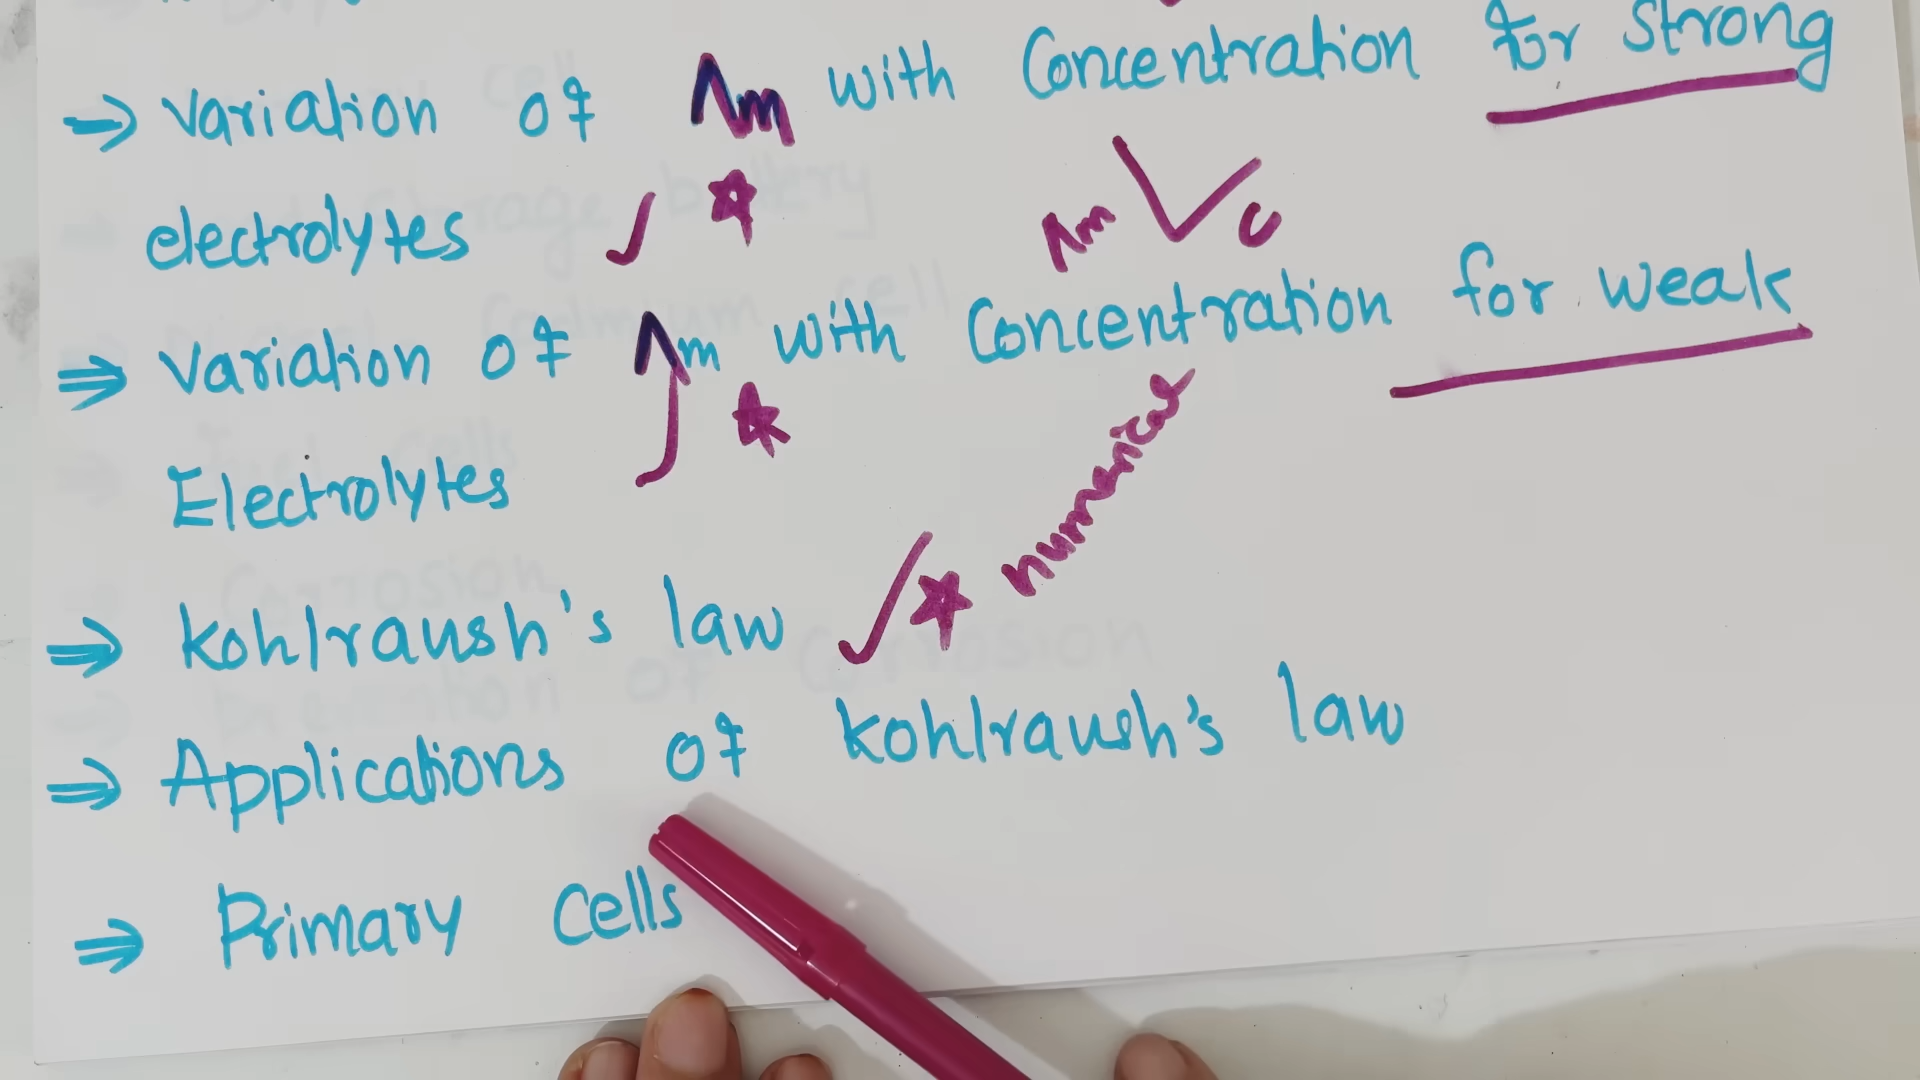 → Variation of Λm with Concentration for strong
electrolytes ✓ ☆
Λm c
⇒ Variation of Λm with Concentration for weak
Electrolytes ☆
⇒ kohlraush's law ✓ ☆ numerical
⇒ Applications of kohlraush's law
⇒ Primary Cells